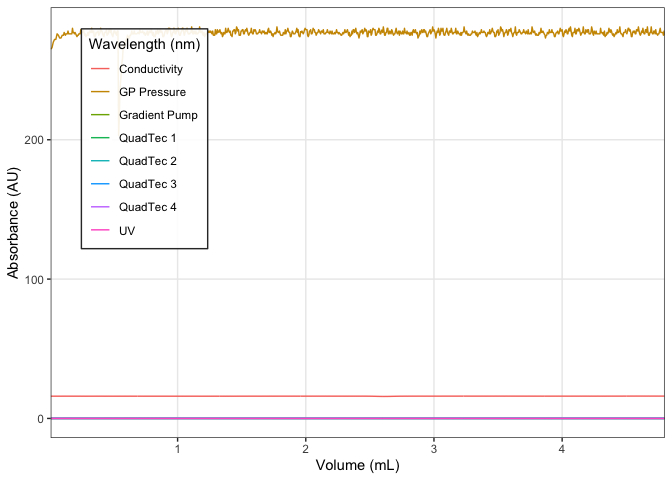 Wavelength (nm)
Conductivity
GP Pressure
Gradient Pump
QuadTec 1
QuadTec 2
QuadTec 3
QuadTec 4
UV
200
100
0
Absorbance (AU)
1
2
3
4
Volume (mL)